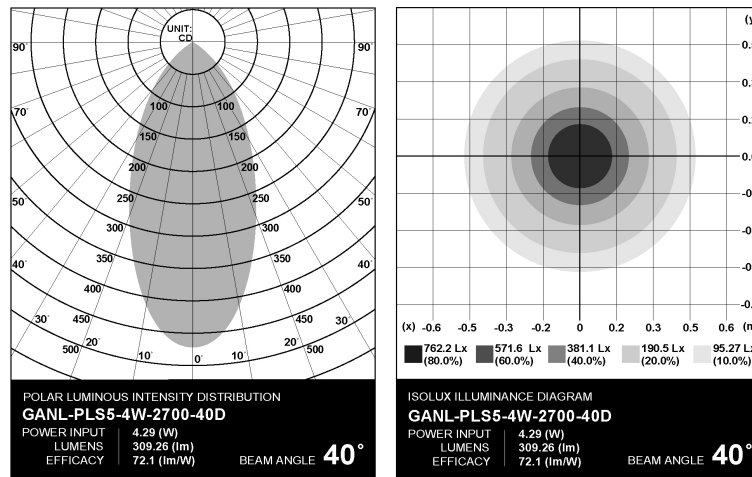 UNIT:
CD
90° 90°
100 100
70° 70°
150 150
200 200
50° 250 250 50°
300 300
350 350
40° 40°
400 400
30° 450 450 30°
500 20° 10° 0° 10° 20° 500
POLAR LUMINOUS INTENSITY DISTRIBUTION
GANL-PLS5-4W-2700-40D
POWER INPUT 4.29 (W)
LUMENS 309.26 (lm)
EFFICACY 72.1 (lm/W)
BEAM ANGLE 40°
(x) -0.6 -0.5 -0.3 -0.2 0 0.2 0.3 0.5 0.6
762.2 Lx 571.6 Lx 381.1 Lx 190.5 Lx 95.27
(80.0%) (60.0%) (40.0%) (20.0%) (10.0%)
ISOLUX ILLUMINANCE DIAGRAM
GANL-PLS5-4W-2700-40D
POWER INPUT 4.29 (W)
LUMENS 309.26 (lm)
EFFICACY 72.1 (lm/W)
BEAM ANGLE 40°